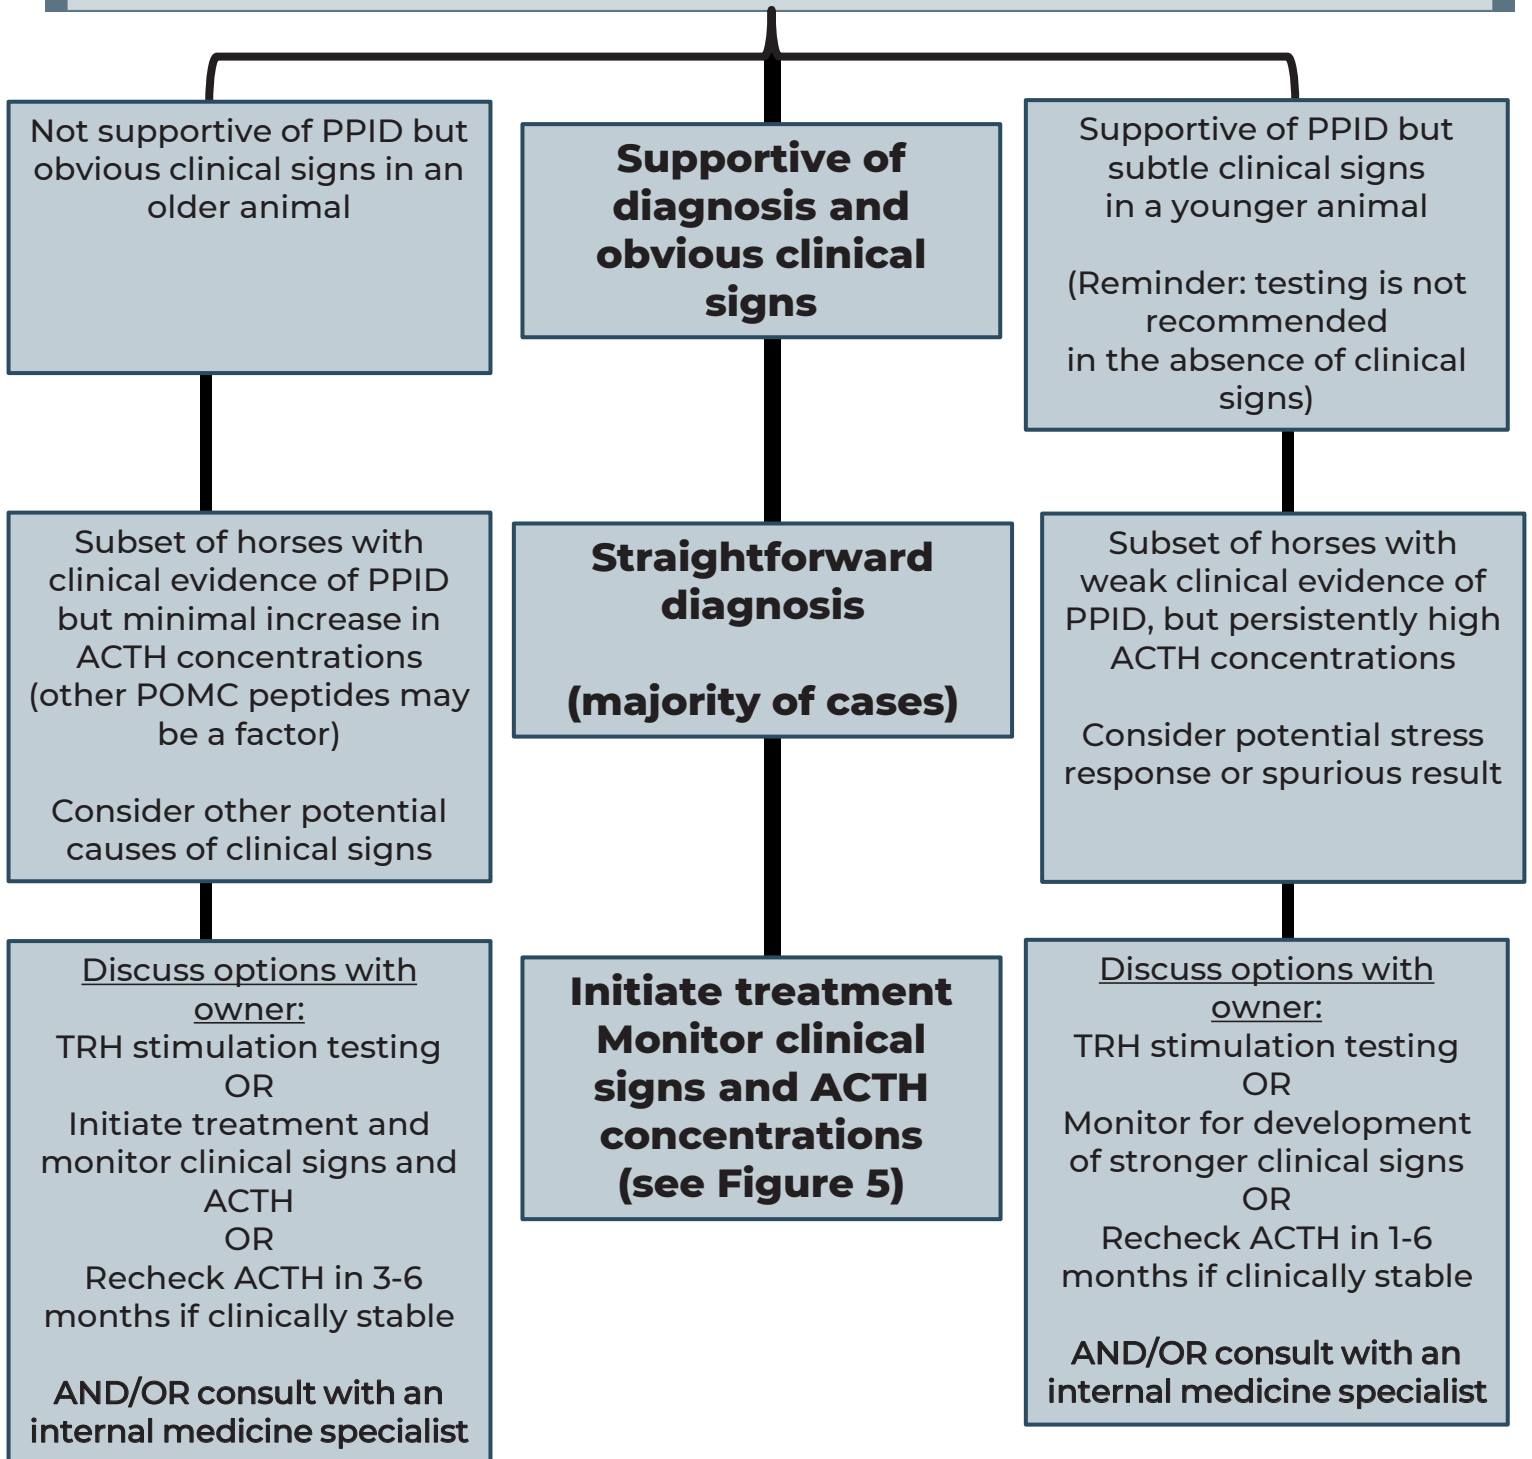 Not supportive of PPID but
obvious clinical signs in an
older animal
Supportive of
diagnosis and
obvious clinical
signs
Supportive of PPID but
subtle clinical signs
in a younger animal
(Reminder: testing is not
recommended
in the absence of clinical
signs)
Subset of horses with
clinical evidence of PPID
but minimal increase in
ACTH concentrations
(other POMC peptides may
be a factor)
Consider other potential
causes of clinical signs
Straightforward
diagnosis
(majority of cases)
Subset of horses with
weak clinical evidence of
PPID, but persistently high
ACTH concentrations
Consider potential stress
response or spurious result
Discuss options with
owner:
TRH stimulation testing
OR
Initiate treatment and
monitor clinical signs and
ACTH
OR
Recheck ACTH in 3-6
months if clinically stable
AND/OR consult with an
internal medicine specialist
Initiate treatment
Monitor clinical
signs and ACTH
concentrations
(see Figure 5)
Discuss options with
owner:
TRH stimulation testing
OR
Monitor for development
of stronger clinical signs
OR
Recheck ACTH in 1-6
months if clinically stable
AND/OR consult with an
internal medicine specialist